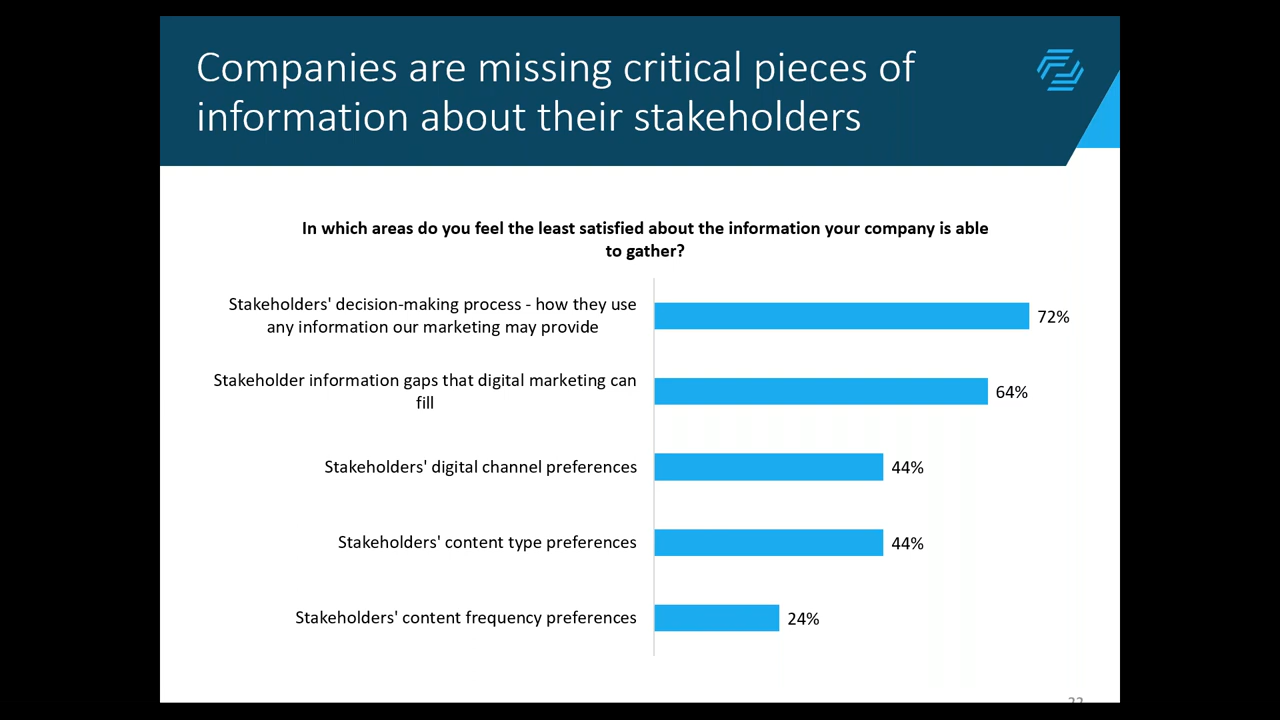 Companies are missing critical pieces of
information about their stakeholders
In which areas do you feel the least satisfied about the information your company is able
to gather?
Stakeholders' decision-making process - how they use
any information our marketing may provide
72%
Stakeholder information gaps that digital marketing can
fill
64%
Stakeholders' digital channel preferences
44%
Stakeholders' content type preferences
44%
Stakeholders' content frequency preferences
24%